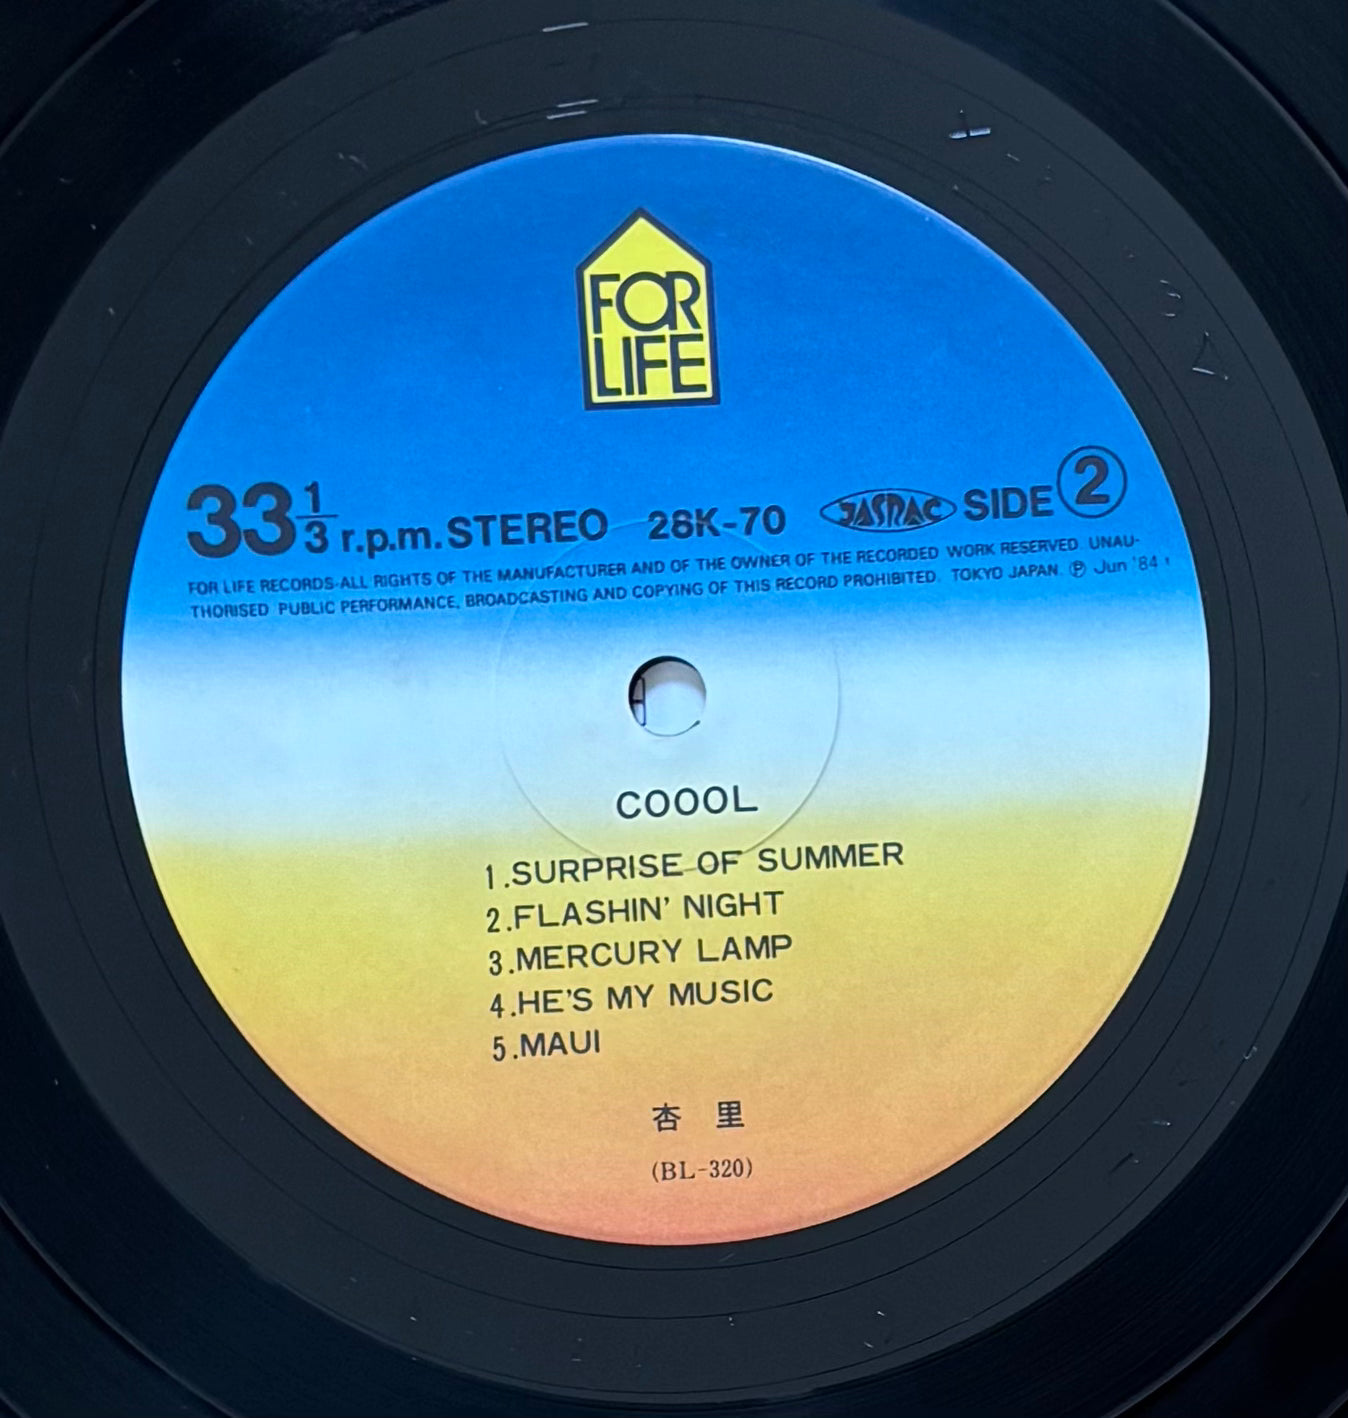 FOR
LIFE
33 1/3 r.p.m. STEREO 28K-70 JASRAC SIDE 2
FOR LIFE RECORDS-ALL RIGHTS OF THE MANUFACTURER AND OF THE OWNER OF THE RECORDED WORK RESERVED. UNAU-
THORISED PUBLIC PERFORMANCE, BROADCASTING AND COPYING OF THIS RECORD PROHIBITED. TOKYO JAPAN. Ⓟ Jun '84
COOOL
1.SURPRISE OF SUMMER
2.FLASHIN' NIGHT
3.MERCURY LAMP
4.HE'S MY MUSIC
5.MAUI
杏 里
(BL-320)